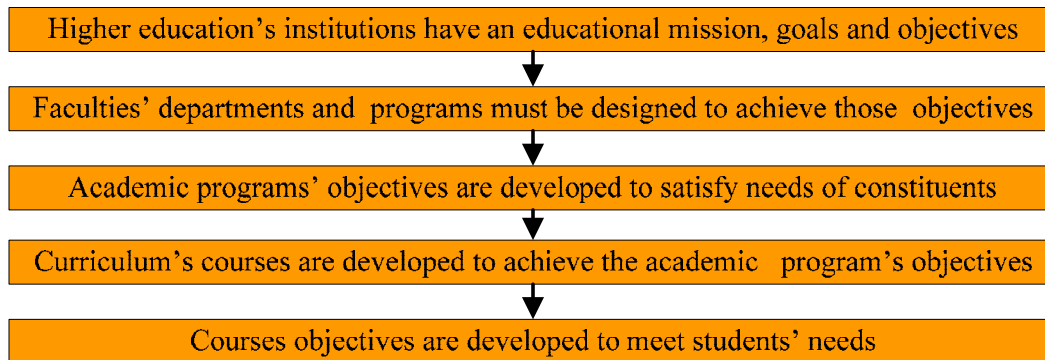 Higher education’s institutions have an educational mission, goals and objectives
Faculties’ departments and programs must be designed to achieve those objectives
Academic programs’ objectives are developed to satisfy needs of constituents
Curriculum’s courses are developed to achieve the academic program’s objectives
Courses objectives are developed to meet students’ needs